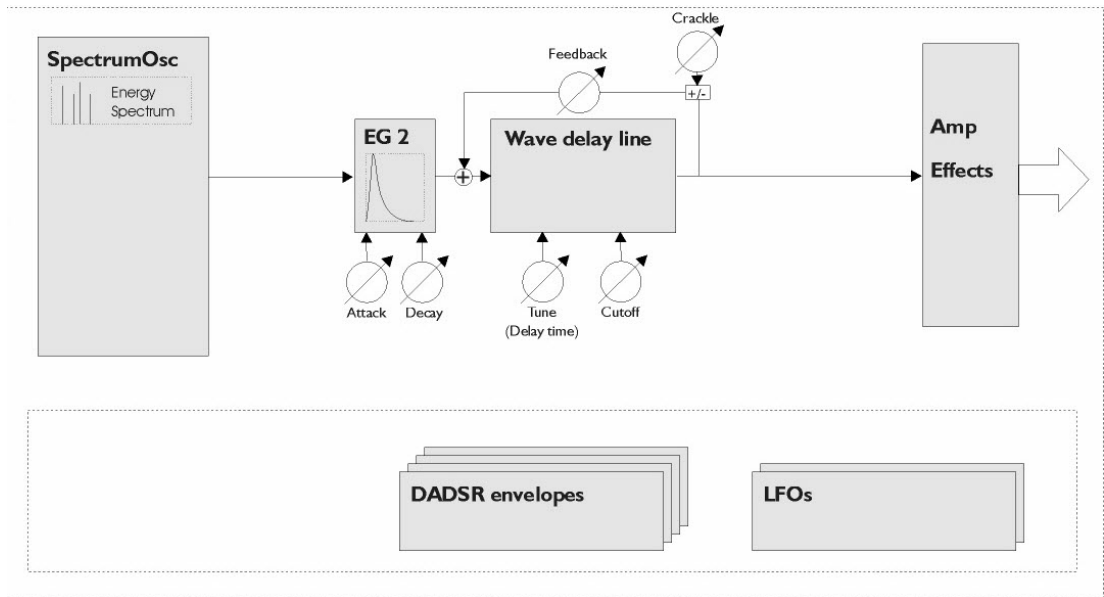 SpectrumOsc
Energy
Spectrum
EG 2
Attack
Decay
Feedback
Crackle
+/-
+
Wave delay line
Tune
(Delay time)
Cutoff
Amp
Effects
DADSR envelopes
LFOs